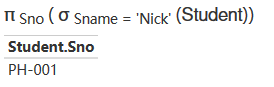 π Sno ( σ Sname = 'Nick' (Student))
Student.Sno
PH-001